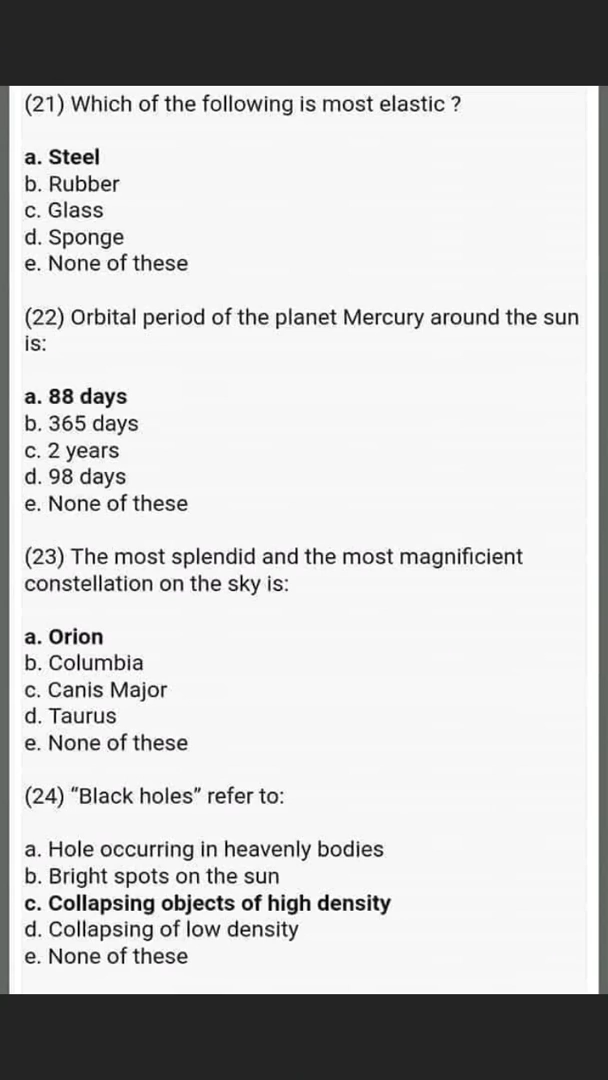 (21) Which of the following is most elastic ?
a. Steel
b. Rubber
c. Glass
d. Sponge
e. None of these
(22) Orbital period of the planet Mercury around the sun
is:
a. 88 days
b. 365 days
c. 2 years
d. 98 days
e. None of these
(23) The most splendid and the most magnificient
constellation on the sky is:
a. Orion
b. Columbia
c. Canis Major
d. Taurus
e. None of these
(24) “Black holes” refer to:
a. Hole occurring in heavenly bodies
b. Bright spots on the sun
c. Collapsing objects of high density
d. Collapsing of low density
e. None of these